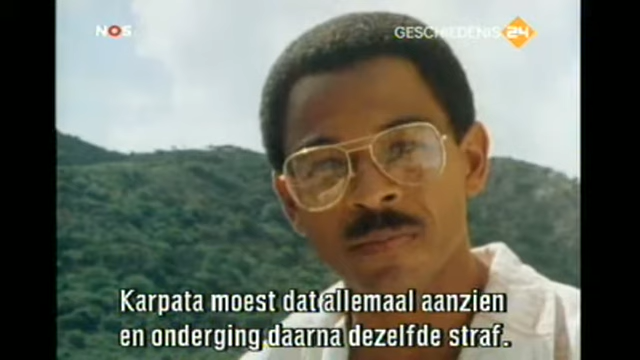 NOS
GESCHIEDENIS 24
Karpata moest dat allemaal aanzien
en onderging daarna dezelfde straf.